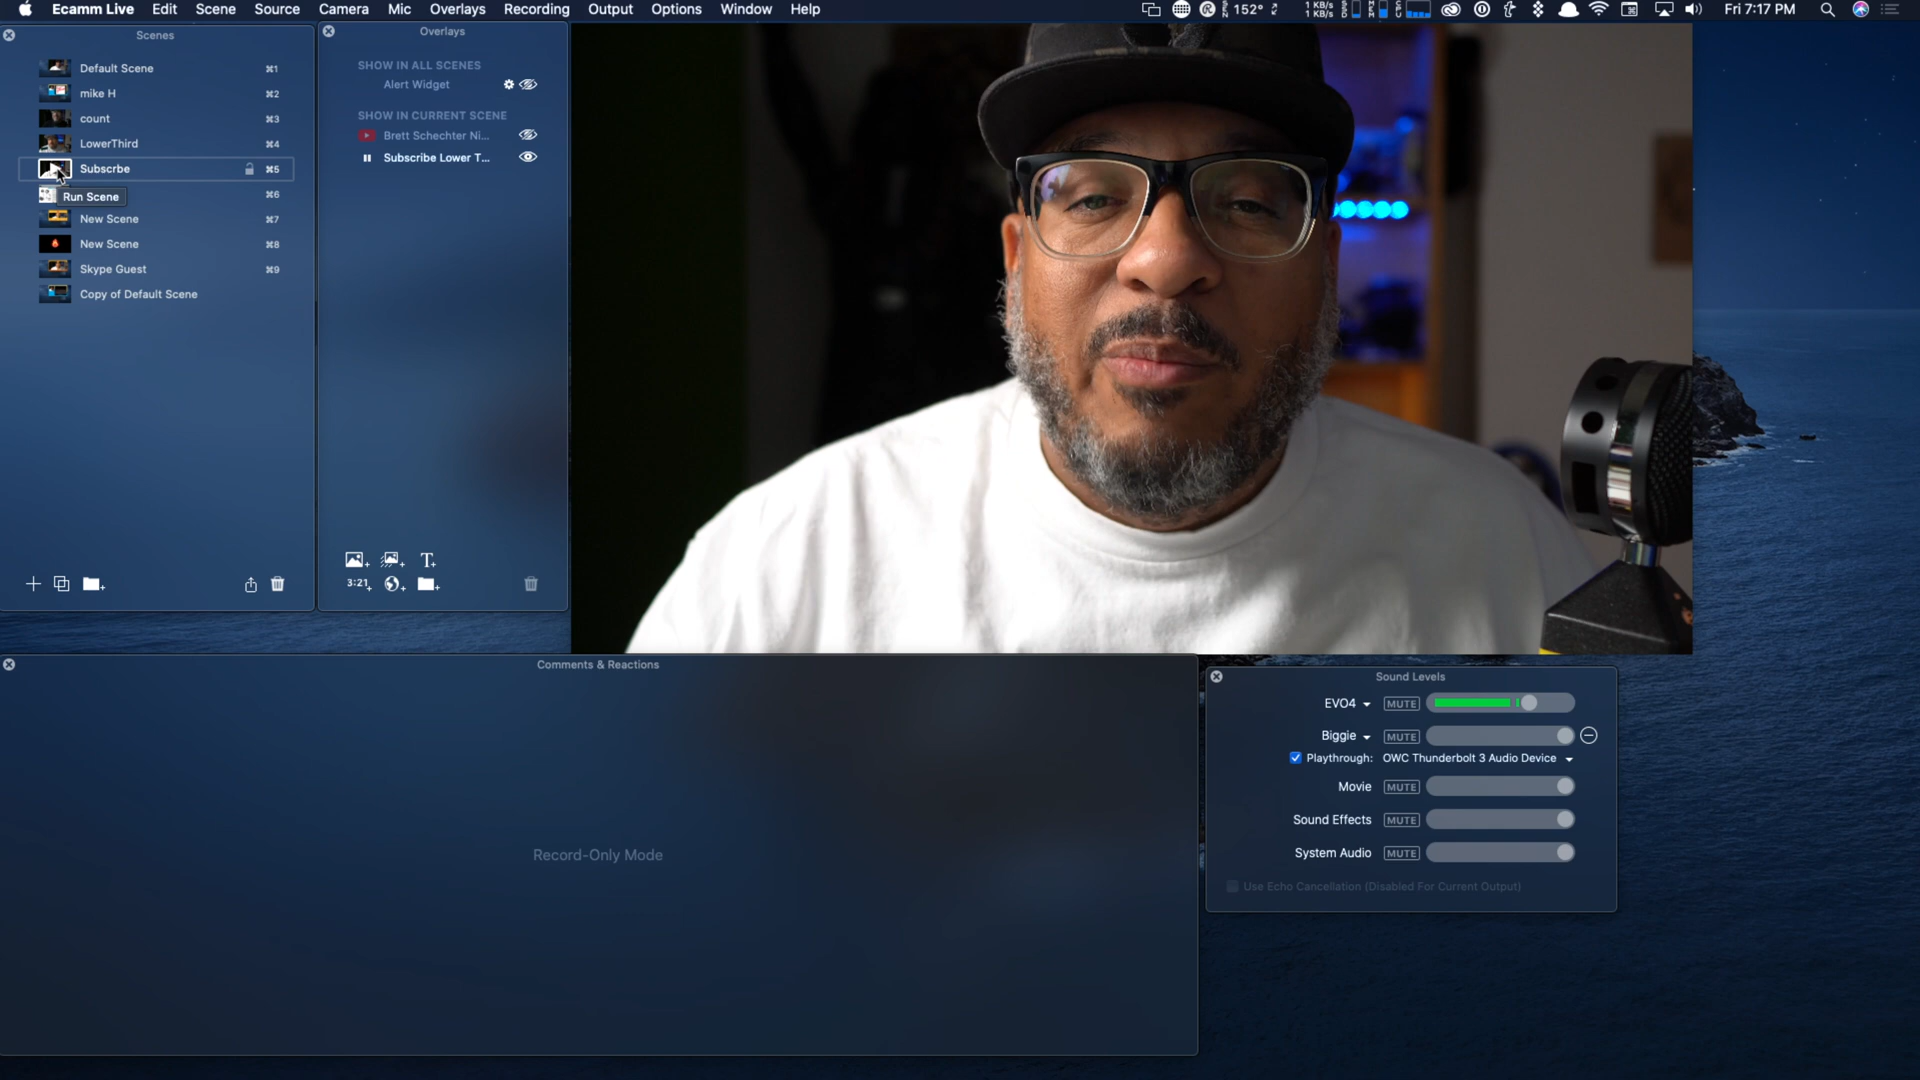 Ecamm Live Edit Scene Source Camera Mic Overlays Recording Output Options Window Help
152° 1 KB/s 1 KB/s Fri 7:17 PM
Scenes
Default Scene ⌘1
mike H ⌘2
count ⌘3
LowerThird ⌘4
Subscrbe ⌘5
Run Scene ⌘6
New Scene ⌘7
New Scene ⌘8
Skype Guest ⌘9
Copy of Default Scene
Overlays
SHOW IN ALL SCENES
Alert Widget
SHOW IN CURRENT SCENE
Brett Schechter Ni...
Subscribe Lower T...
T+
3:21+
Comments & Reactions
Record-Only Mode
Sound Levels
EVO4 MUTE
Biggie MUTE
Playthrough: OWC Thunderbolt 3 Audio Device
Movie MUTE
Sound Effects MUTE
System Audio MUTE
Use Echo Cancellation (Disabled For Current Output)